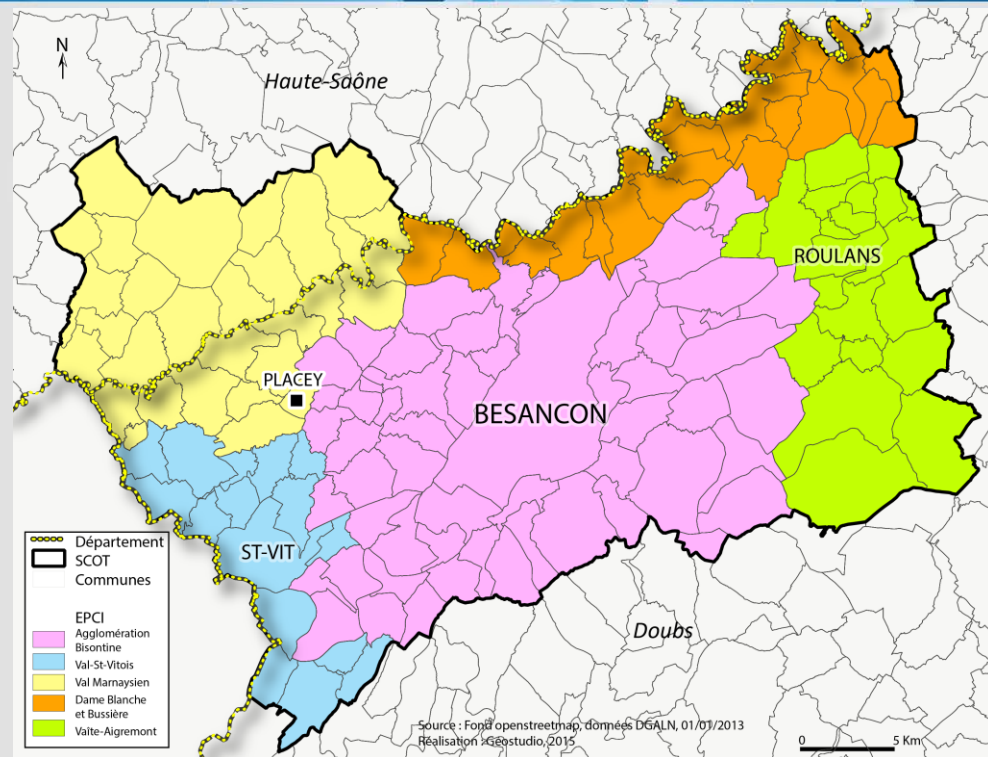 N
Haute-Saône
ROULANS
PLACEY
BESANCON
ST-VIT
Doubs
Département
SCOT
Communes
EPCI
Agglomération
Bisontine
Val-St-Vitois
Val Marnaysien
Dame Blanche
et Bussière
Vaîte-Aigremont
Source : Fond openstreetmap, données DGALN, 01/01/2013
Réalisation : Géostudio, 2015
0 5 Km